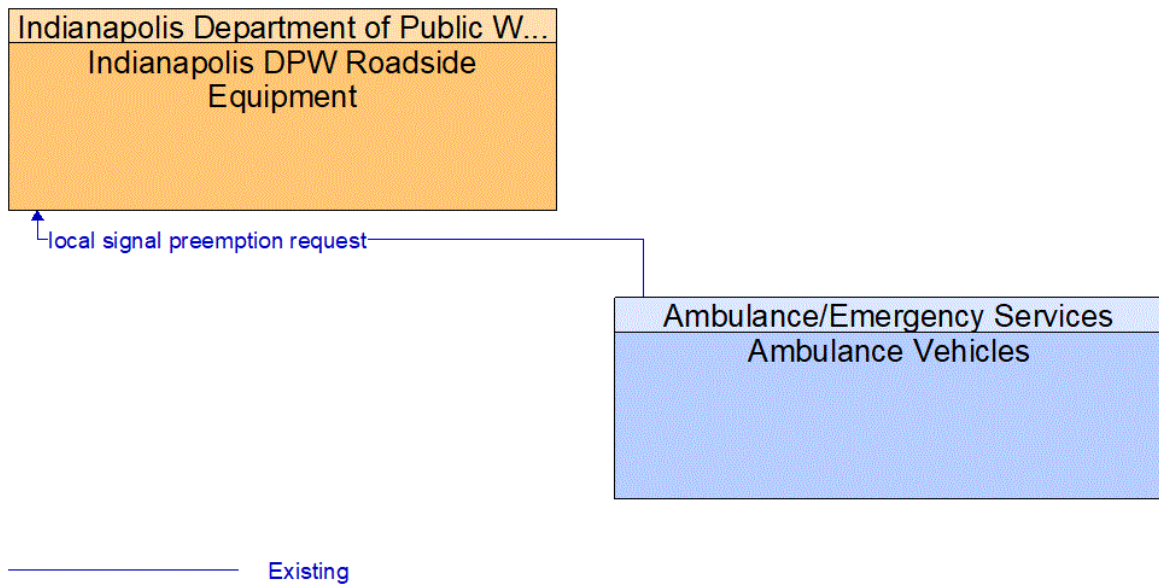 Indianapolis Department of Public W...
Indianapolis DPW Roadside
Equipment
local signal preemption request
Ambulance/Emergency Services
Ambulance Vehicles
Existing